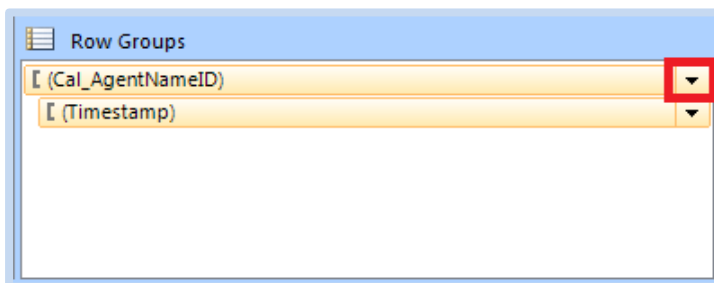 Row Groups
[ (Cal_AgentNameID)
[ (Timestamp)